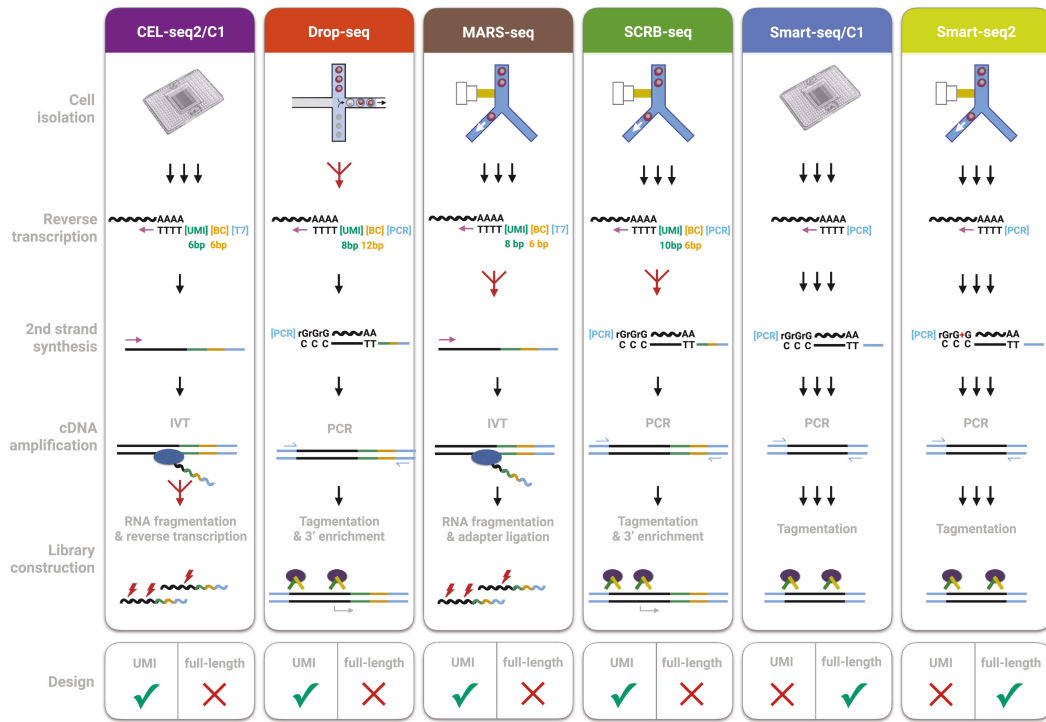 CEL-seq2/C1
Drop-seq
MARS-seq
SCRB-seq
Smart-seq/C1
Smart-seq2
Cell
isolation
Reverse
transcription
AAAA
TTTT [UMI] [BC] [T7]
6bp 6bp
AAAA
TTTT [UMI] [BC] [PCR]
8bp 12bp
AAAA
TTTT [UMI] [BC] [T7]
8 bp 6 bp
AAAA
TTTT [UMI] [BC] [PCR]
10bp 6bp
AAAA
TTTT [PCR]
AAAA
TTTT [PCR]
2nd strand
synthesis
[PCR] rGrGrG AA
C C C TT
[PCR] rGrGrG AA
C C C TT
[PCR] rGrGrG AA
C C C TT
[PCR] rGrG+G AA
C C C TT
cDNA
amplification
IVT
PCR
IVT
PCR
PCR
PCR
Library
construction
RNA fragmentation
& reverse transcription
Tagmentation
& 3’ enrichment
RNA fragmentation
& adapter ligation
Tagmentation
& 3’ enrichment
Tagmentation
Tagmentation
Design
UMI full-length
UMI full-length
UMI full-length
UMI full-length
UMI full-length
UMI full-length